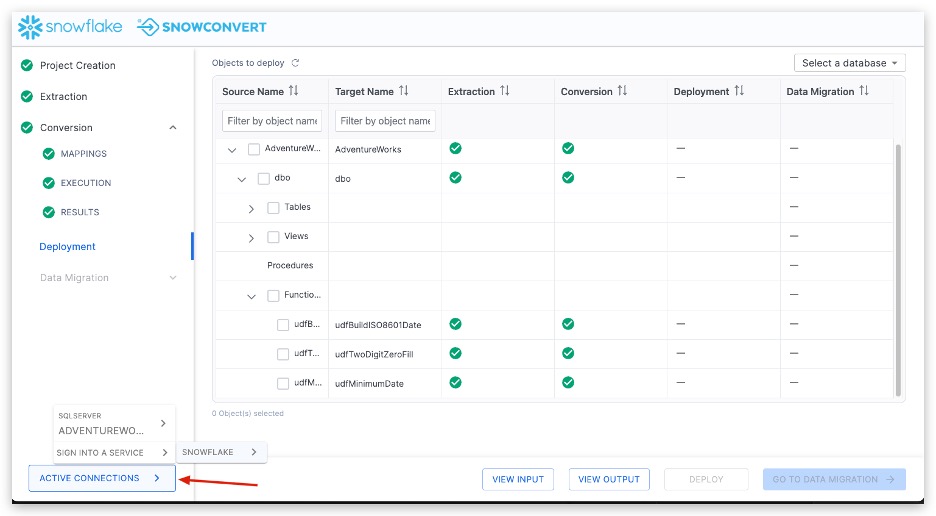 snowflake SNOWCONVERT
Project Creation
Extraction
Conversion
MAPPINGS
EXECUTION
RESULTS
Deployment
Data Migration
Objects to deploy
Select a database
Source Name Target Name Extraction Conversion Deployment Data Migration
Filter by object name Filter by object name
AdventureW... AdventureWorks — —
dbo dbo — —
Tables —
Views —
Procedures —
Functio... —
udfB... udfBuildISO8601Date — —
udfT... udfTwoDigitZeroFill — —
udfM... udfMinimumDate — —
0 Object(s) selected
SQLSERVER
ADVENTUREWO...
SIGN INTO A SERVICE
SNOWFLAKE
ACTIVE CONNECTIONS
VIEW INPUT VIEW OUTPUT DEPLOY GO TO DATA MIGRATION